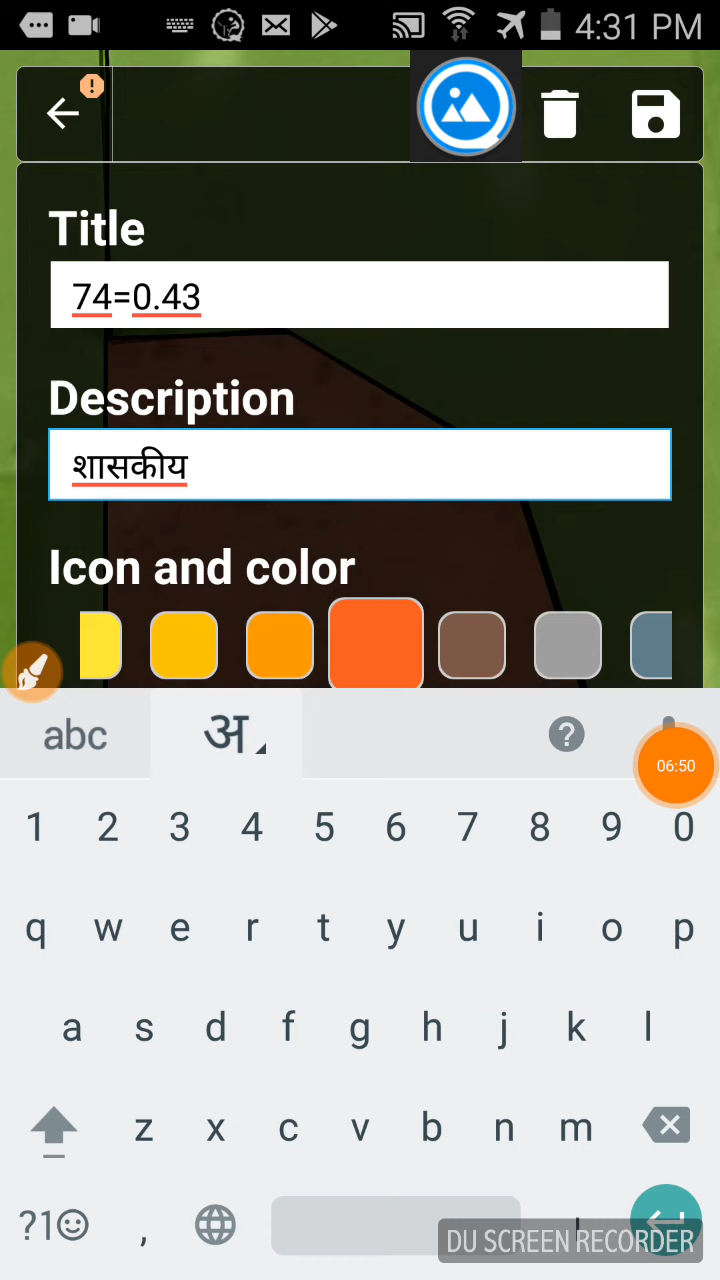 4:31 PM
Title
74=0.43
Description
शासकीय
Icon and color
abc अ ?
06:50
1 2 3 4 5 6 7 8 9 0
q w e r t y u i o p
a s d f g h j k l
z x c v b n m
?1 ,
DU SCREEN RECORDER